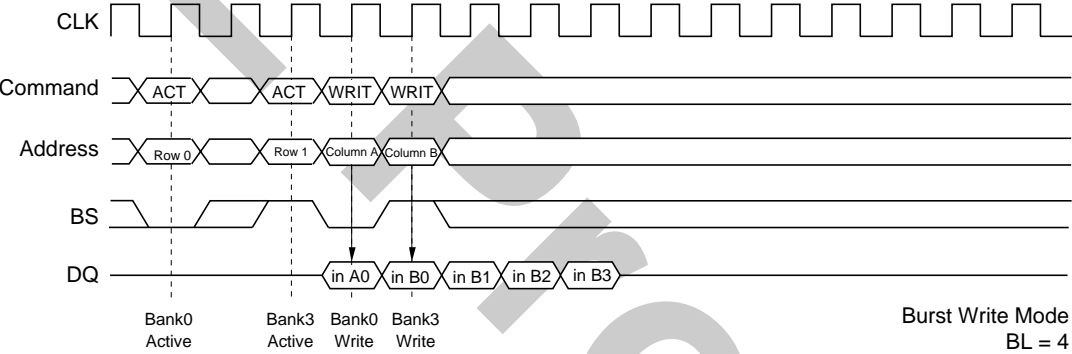 CLK
Command ACT ACT WRIT WRIT
Address Row 0 Row 1 Column A Column B
BS
DQ in A0 in B0 in B1 in B2 in B3
Bank0 Bank3 Bank0 Bank3
Active Active Write Write
Burst Write Mode
BL = 4